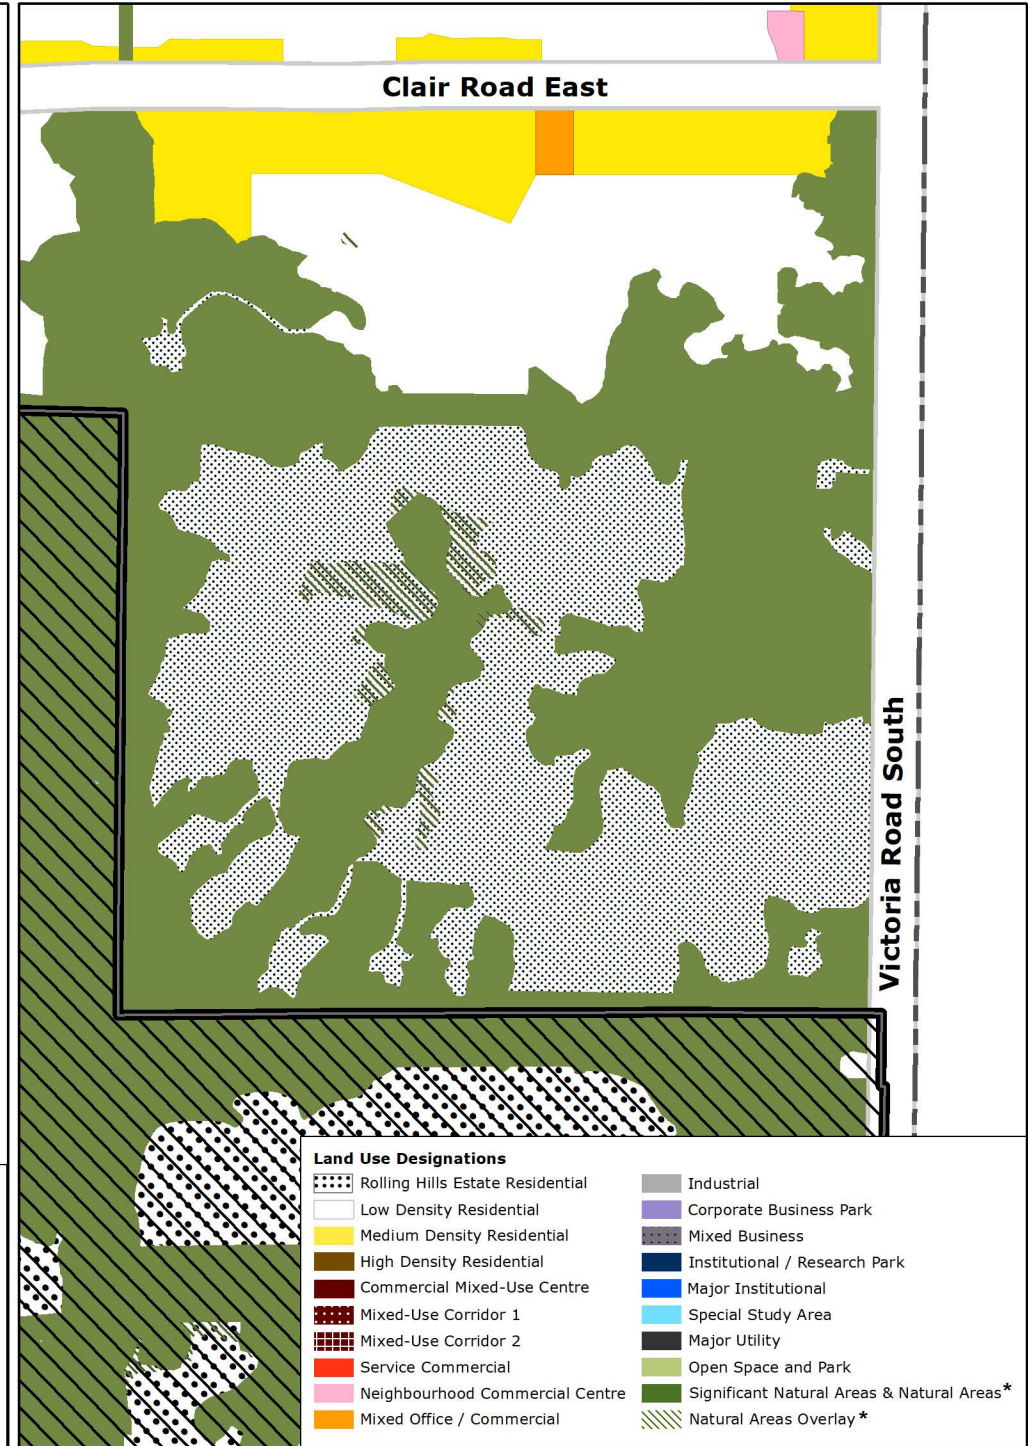 Clair Road East
Victoria Road South
Land Use Designations
Rolling Hills Estate Residential
Low Density Residential
Medium Density Residential
High Density Residential
Commercial Mixed-Use Centre
Mixed-Use Corridor 1
Mixed-Use Corridor 2
Service Commercial
Neighbourhood Commercial Centre
Mixed Office / Commercial
Industrial
Corporate Business Park
Mixed Business
Institutional / Research Park
Major Institutional
Special Study Area
Major Utility
Open Space and Park
Significant Natural Areas & Natural Areas*
Natural Areas Overlay*